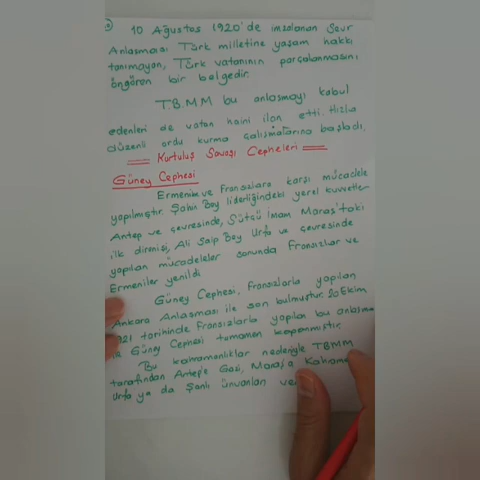 10 Ağustos 1920'de imzalanan Sevr
Anlaşması Türk milletine yaşam hakkı
tanımayan, Türk vatanının parçalanmasını
öngören bir belgedir.
TBMM bu anlaşmayı kabul
edenleri de vatan haini ilan etti. Hızla
düzenli ordu kurma çalışmalarına başladı.
Kurtuluş Savaşı Cepheleri
Güney Cephesi
Ermeni ve Fransızlara karşı mücadele
yapılmıştır. Şahin Bey liderliğindeki yerel kuvvetler
Antep ve çevresinde, Sütçü İmam Maraş'taki
ilk direnişi, Ali Saip Bey Urfa ve çevresinde
yapılan mücadeleler sonunda Fransızlar ve
Ermeniler yenildi
Güney Cephesi, Fransızlarla yapılan
Ankara Anlaşması ile son bulmuştur. 20 Ekim
1921 tarihinde Fransızlarla yapılan bu anlaşma
ile Güney Cephesi tamamen kapanmıştır.
Bu kahramanlıklar nedeniyle TBMM
tarafından Antep'e Gazi, Maraş'a
Urfa ya da Şanlı ünvanları